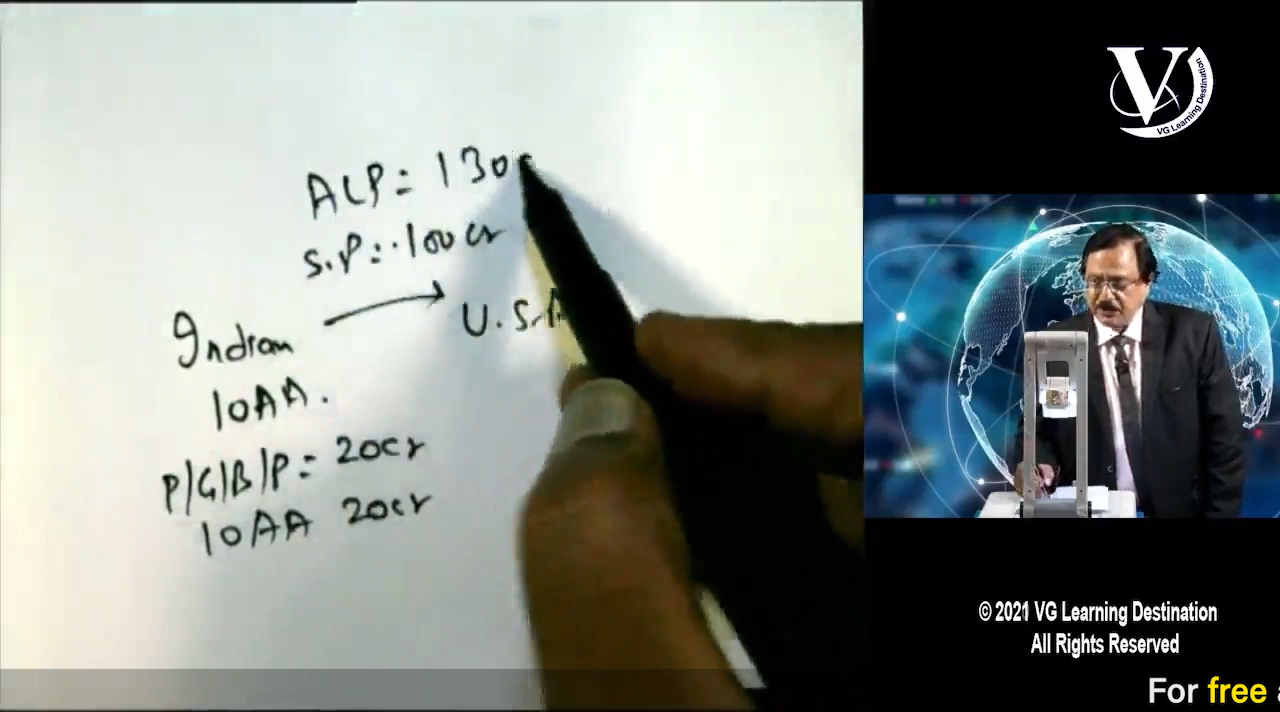 ALP = 130c
S.P = 100 cr
Indian → U.S.A
10AA.
P/G/B/P = 20cr
10AA 20cr
V
VG Learning Destination
© 2021 VG Learning Destination
All Rights Reserved
For free